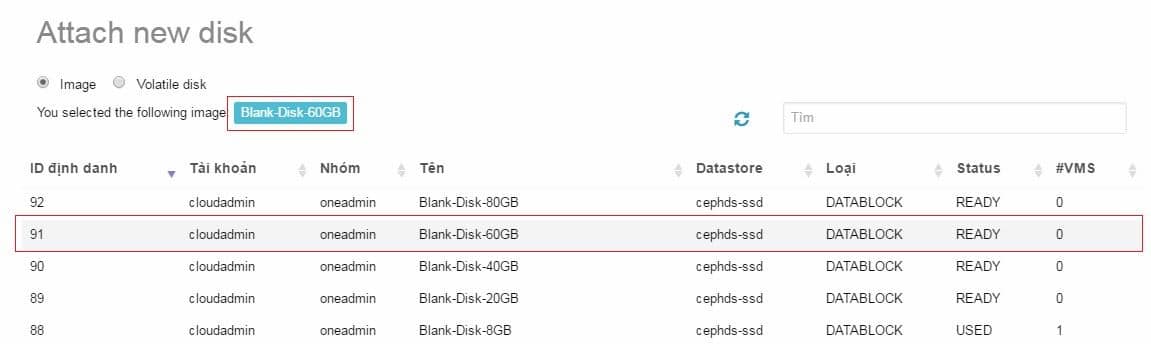 Attach new disk
Image Volatile disk
You selected the following image Blank-Disk-60GB
Tìm
ID định danh Tài khoản Nhóm Tên Datastore Loại Status #VMS
92 cloudadmin oneadmin Blank-Disk-80GB cephds-ssd DATABLOCK READY 0
91 cloudadmin oneadmin Blank-Disk-60GB cephds-ssd DATABLOCK READY 0
90 cloudadmin oneadmin Blank-Disk-40GB cephds-ssd DATABLOCK READY 0
89 cloudadmin oneadmin Blank-Disk-20GB cephds-ssd DATABLOCK READY 0
88 cloudadmin oneadmin Blank-Disk-8GB cephds-ssd DATABLOCK USED 1